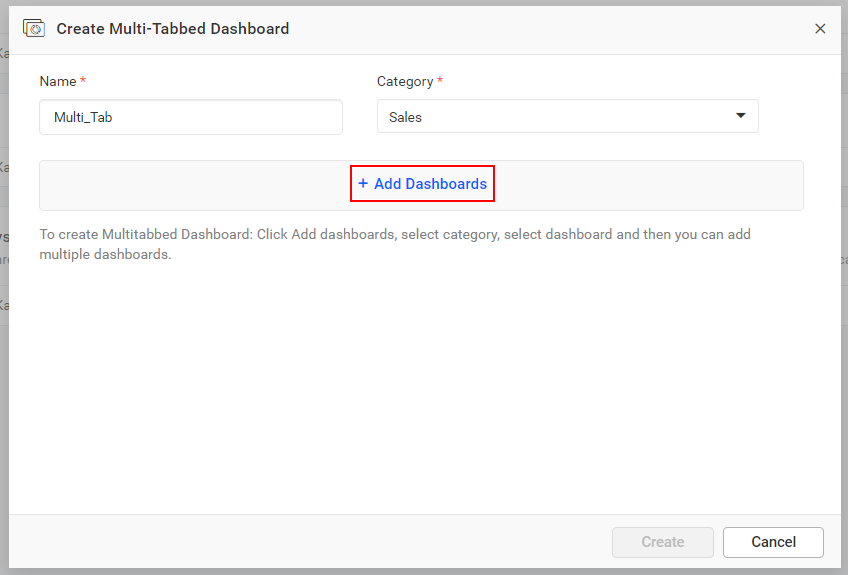 Create Multi-Tabbed Dashboard
Name *
Category *
Multi_Tab
Sales
+ Add Dashboards
To create Multitabbed Dashboard: Click Add dashboards, select category, select dashboard and then you can add
multiple dashboards.
Create
Cancel